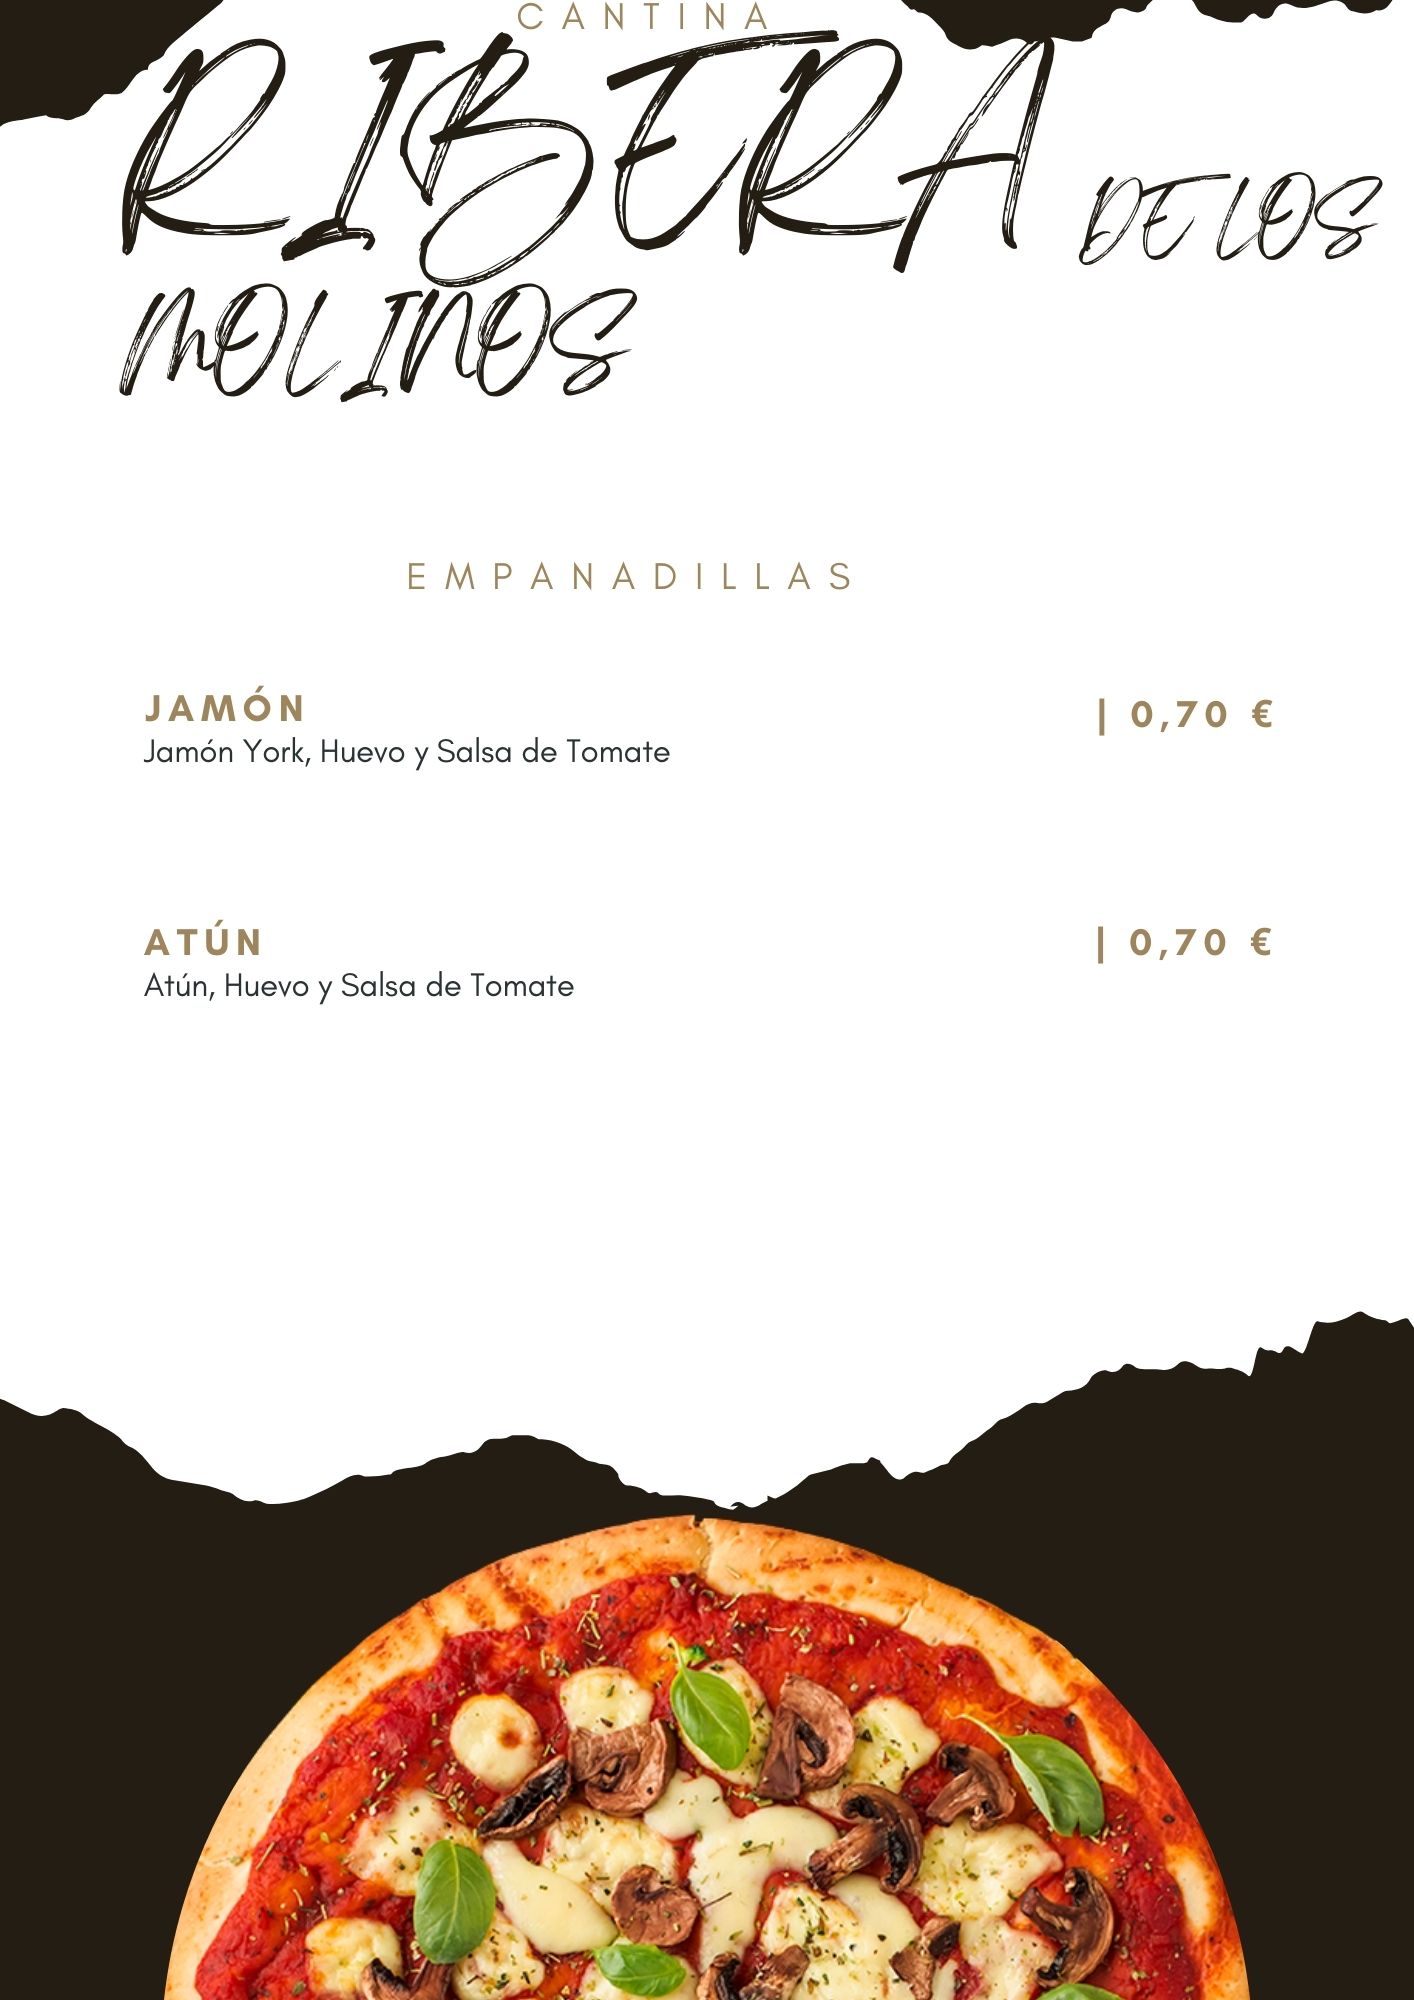 CANTINA
RIBERA DE LOS
MOLINOS
EMPANADILLAS
JAMÓN | 0,70 €
Jamón York, Huevo y Salsa de Tomate
ATÚN | 0,70 €
Atún, Huevo y Salsa de Tomate